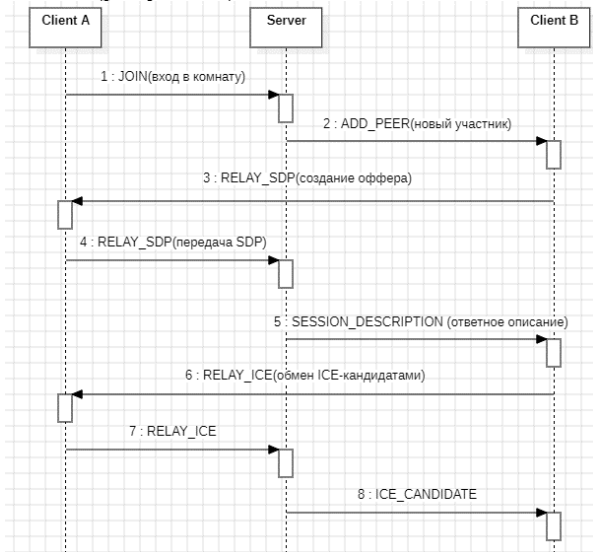 Client A
Server
Client B
1 : JOIN(вход в комнату)
2 : ADD_PEER(новый участник)
3 : RELAY_SDP(создание оффера)
4 : RELAY_SDP(передача SDP)
5 : SESSION_DESCRIPTION (ответное описание)
6 : RELAY_ICE(обмен ICE-кандидатами)
7 : RELAY_ICE
8 : ICE_CANDIDATE